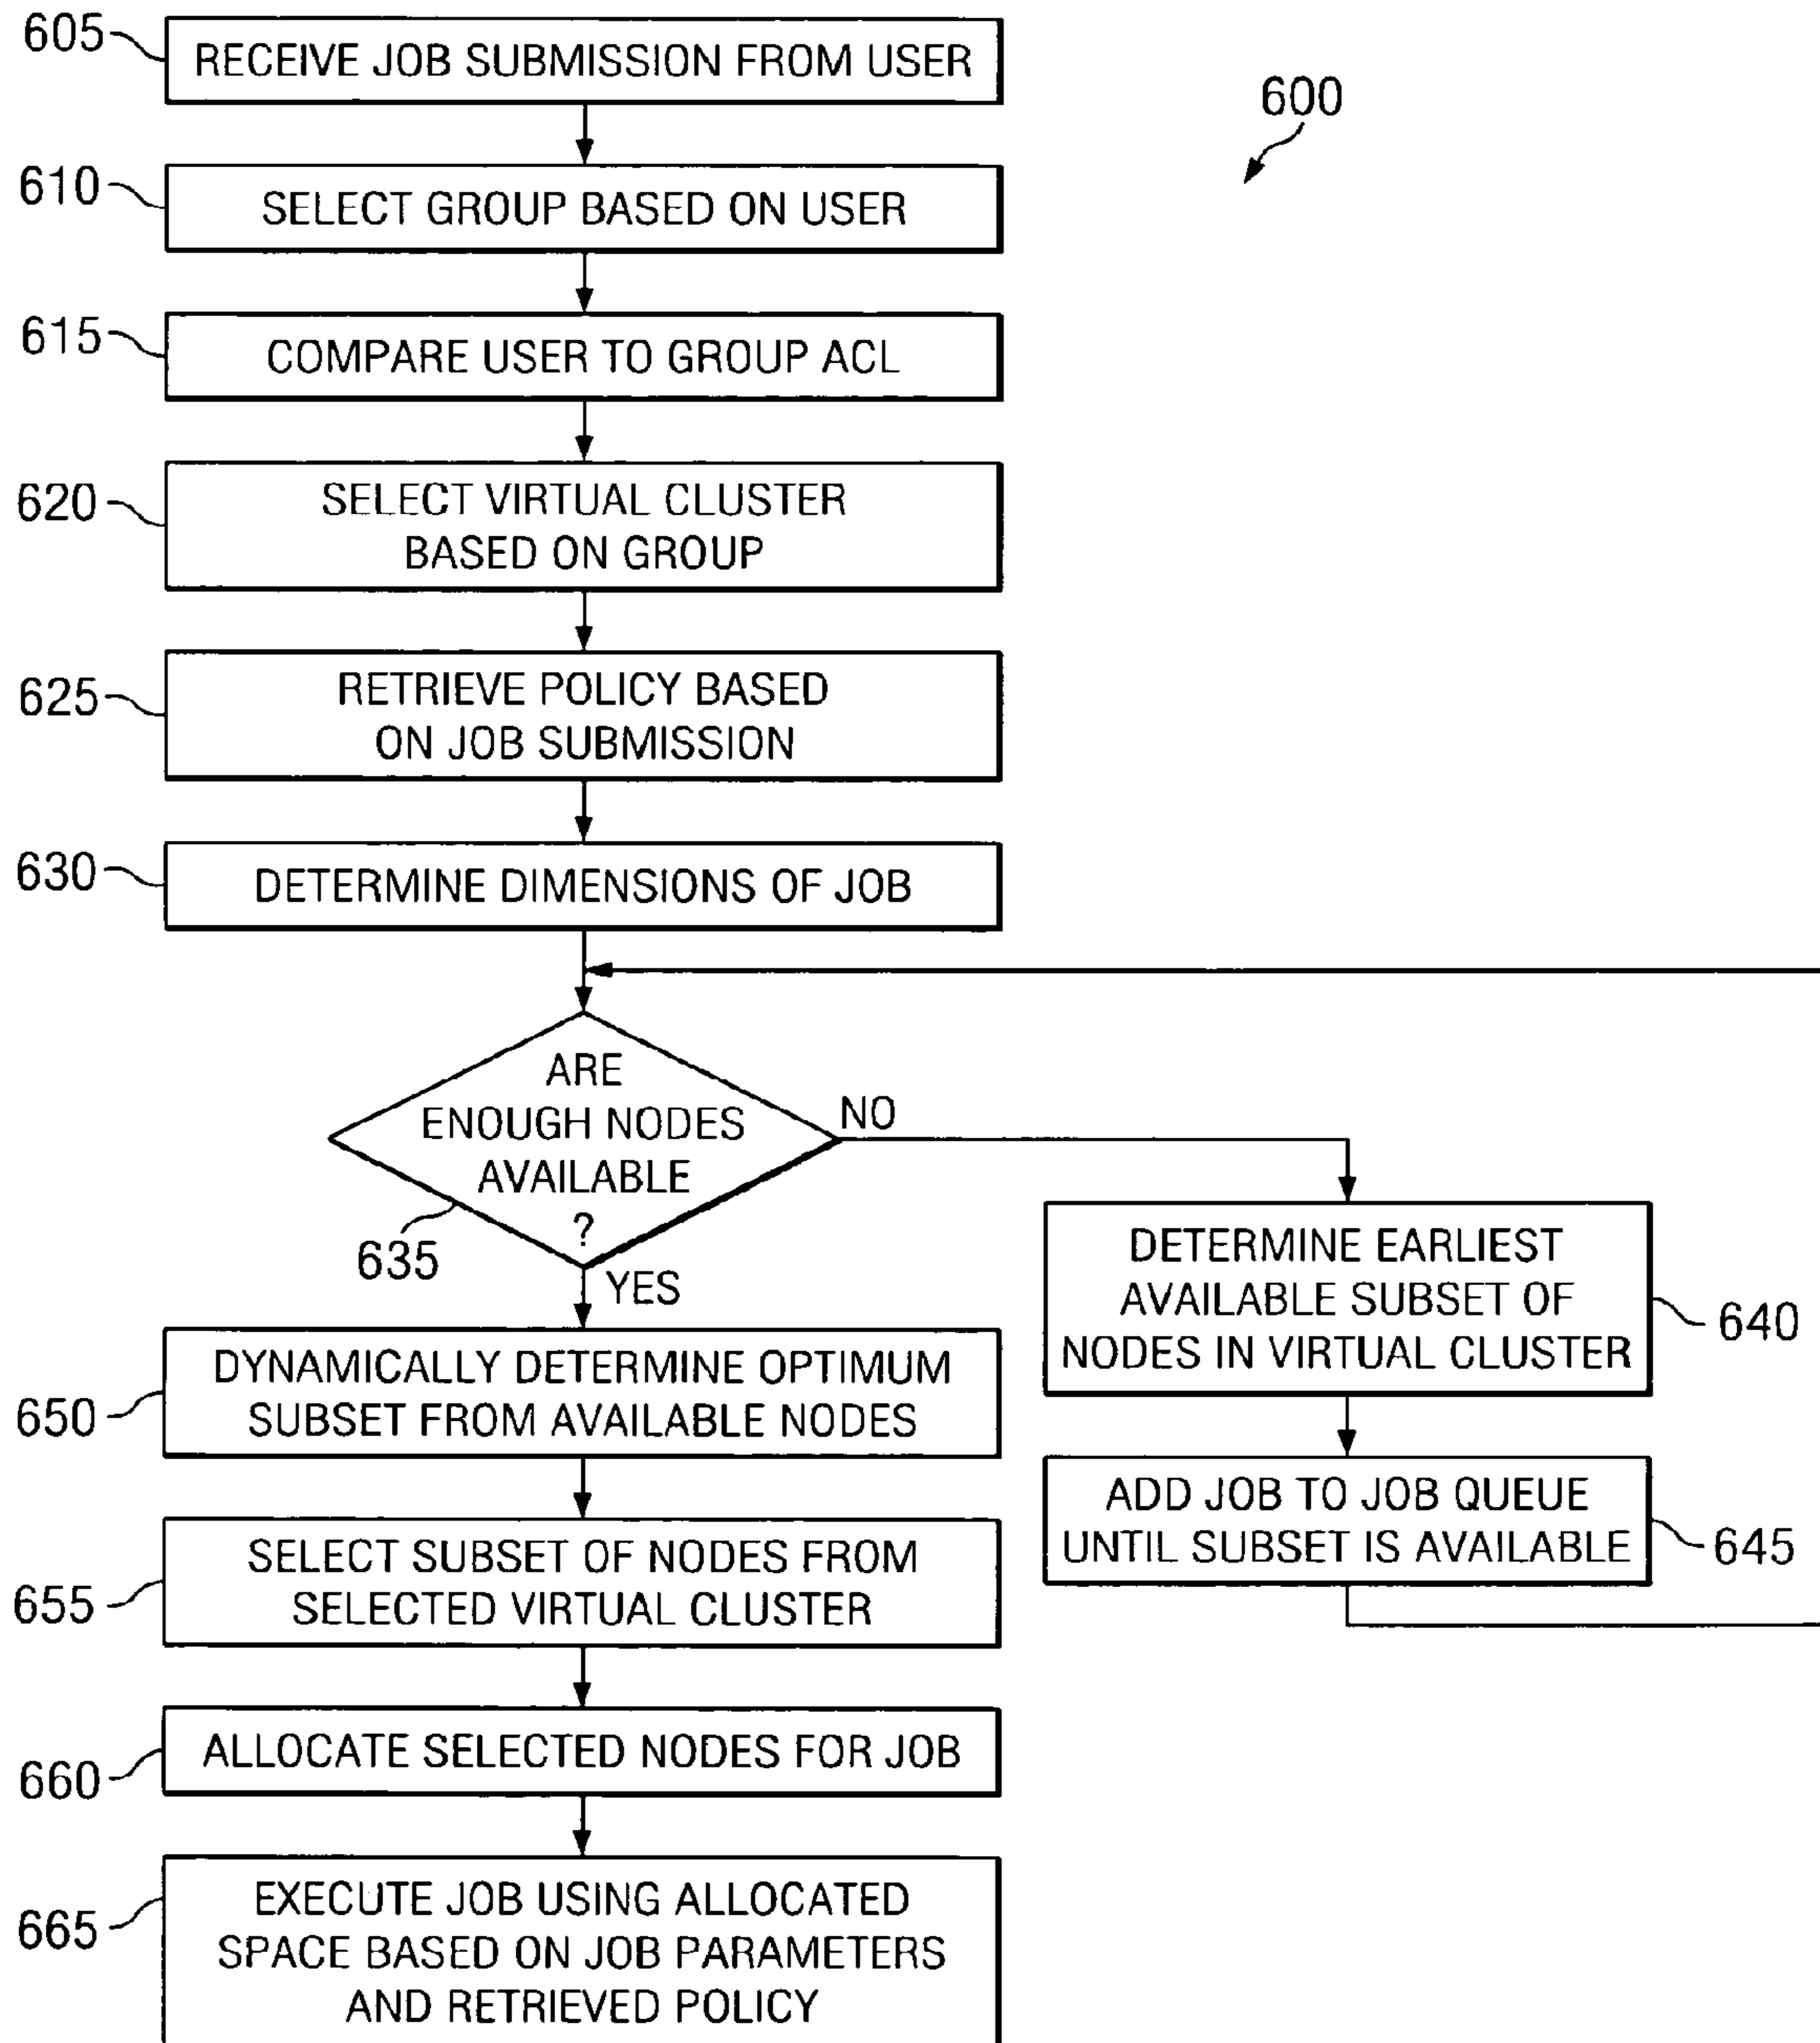 605
RECEIVE JOB SUBMISSION FROM USER
600
610
SELECT GROUP BASED ON USER
615
COMPARE USER TO GROUP ACL
620
SELECT VIRTUAL CLUSTER
BASED ON GROUP
625
RETRIEVE POLICY BASED
ON JOB SUBMISSION
630
DETERMINE DIMENSIONS OF JOB
ARE
ENOUGH NODES
AVAILABLE
?
635
NO
YES
DETERMINE EARLIEST
AVAILABLE SUBSET OF
NODES IN VIRTUAL CLUSTER
640
ADD JOB TO JOB QUEUE
UNTIL SUBSET IS AVAILABLE
645
650
DYNAMICALLY DETERMINE OPTIMUM
SUBSET FROM AVAILABLE NODES
655
SELECT SUBSET OF NODES FROM
SELECTED VIRTUAL CLUSTER
660
ALLOCATE SELECTED NODES FOR JOB
665
EXECUTE JOB USING ALLOCATED
SPACE BASED ON JOB PARAMETERS
AND RETRIEVED POLICY